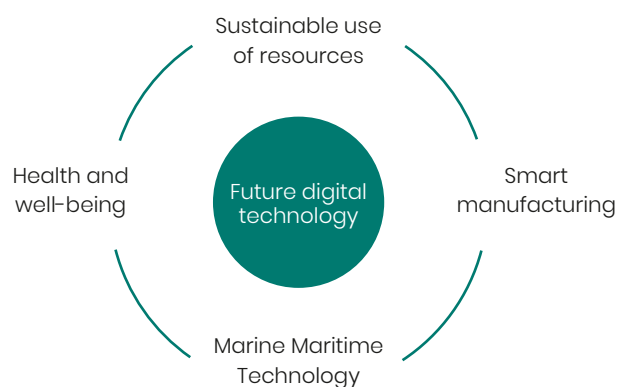 Sustainable use
of resources
Health and
well-being
Future digital
technology
Smart
manufacturing
Marine Maritime
Technology